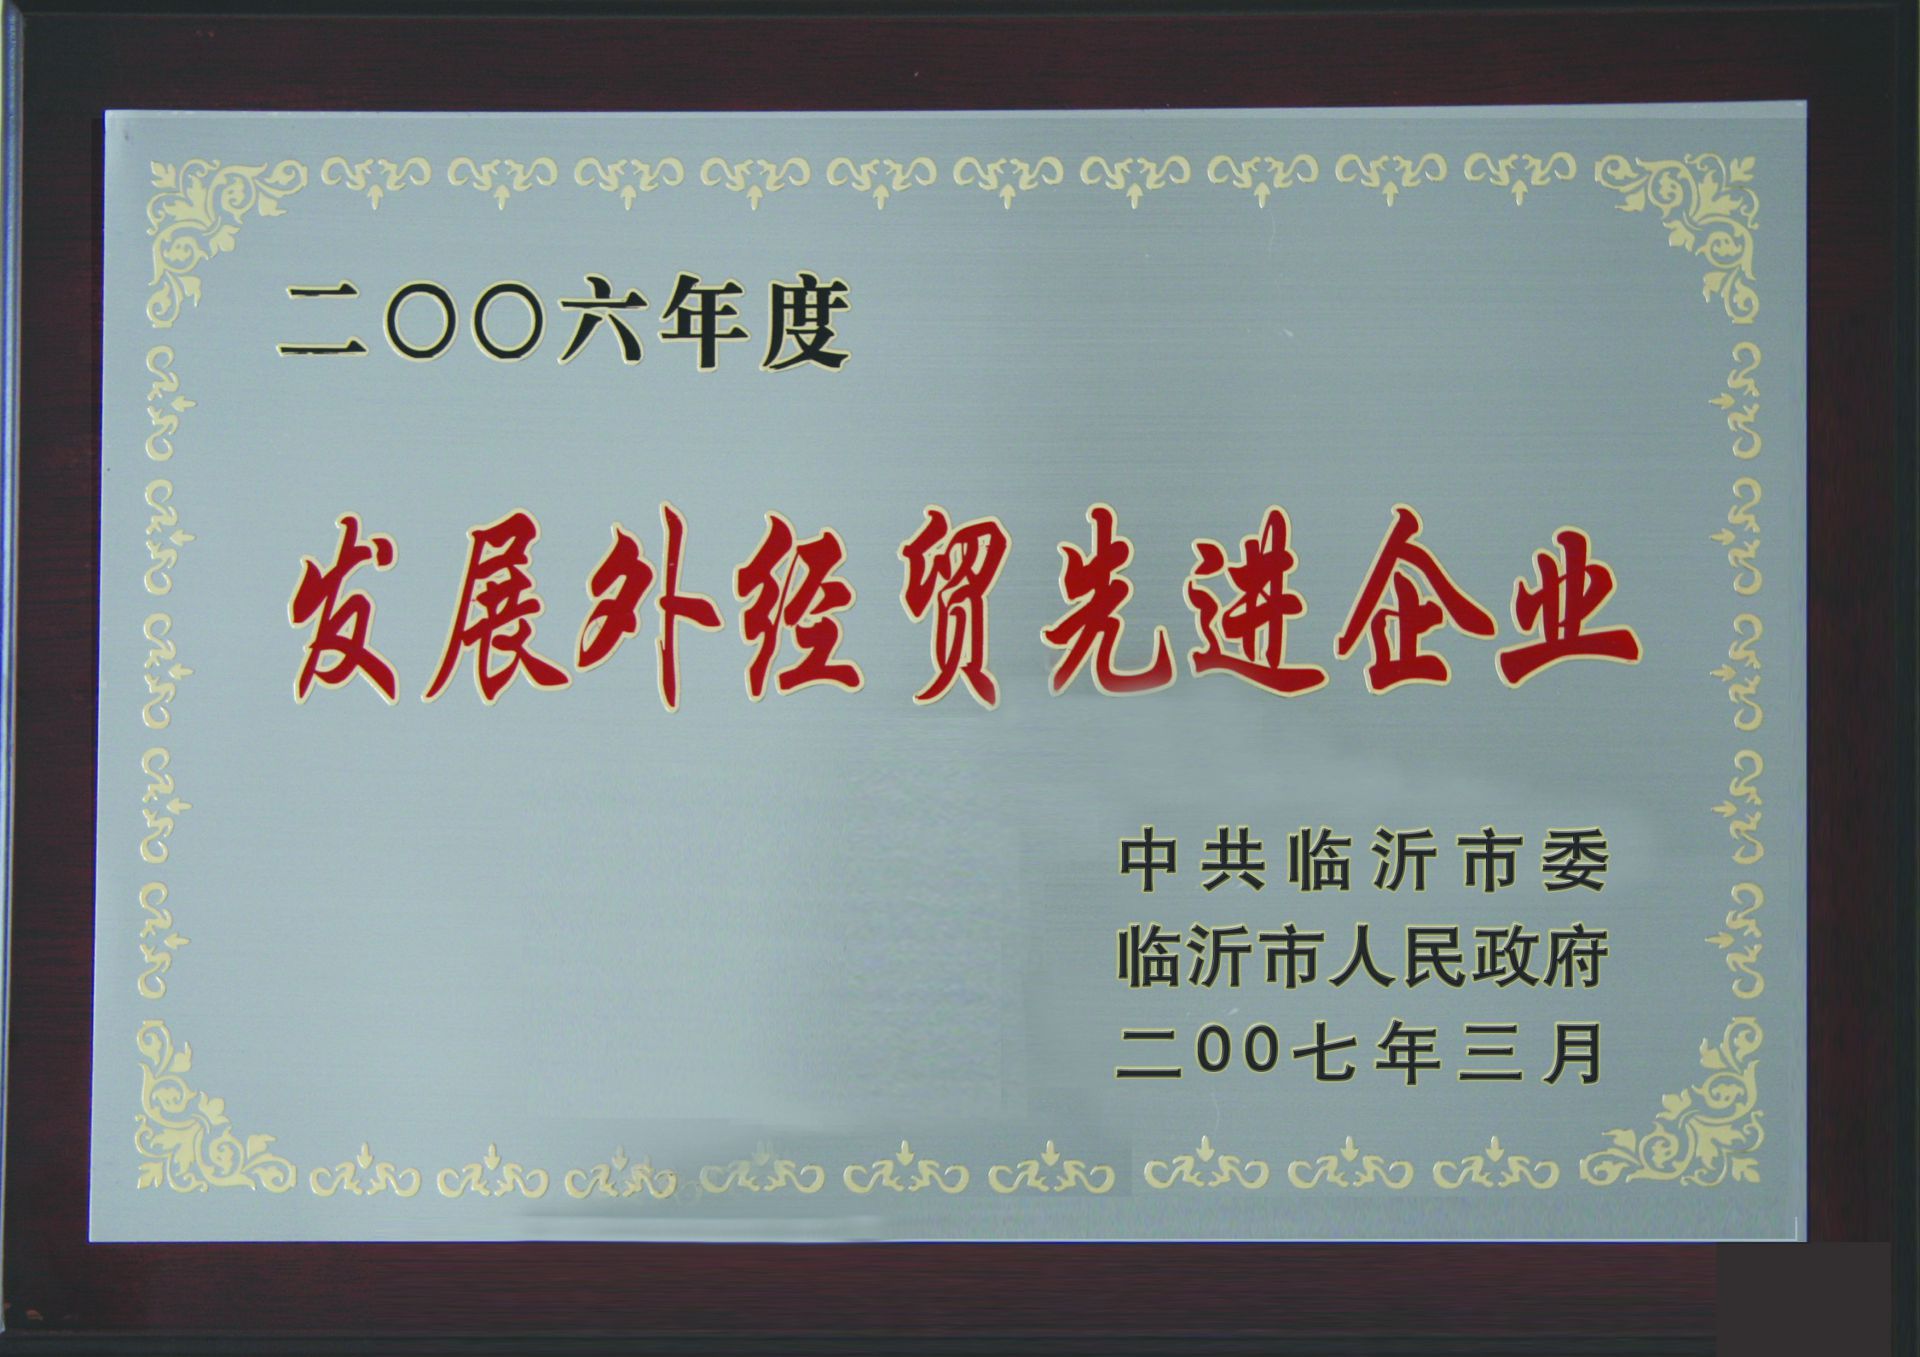 二〇〇六年度
发展外经贸先进企业
中共临沂市委
临沂市人民政府
二00七年三月